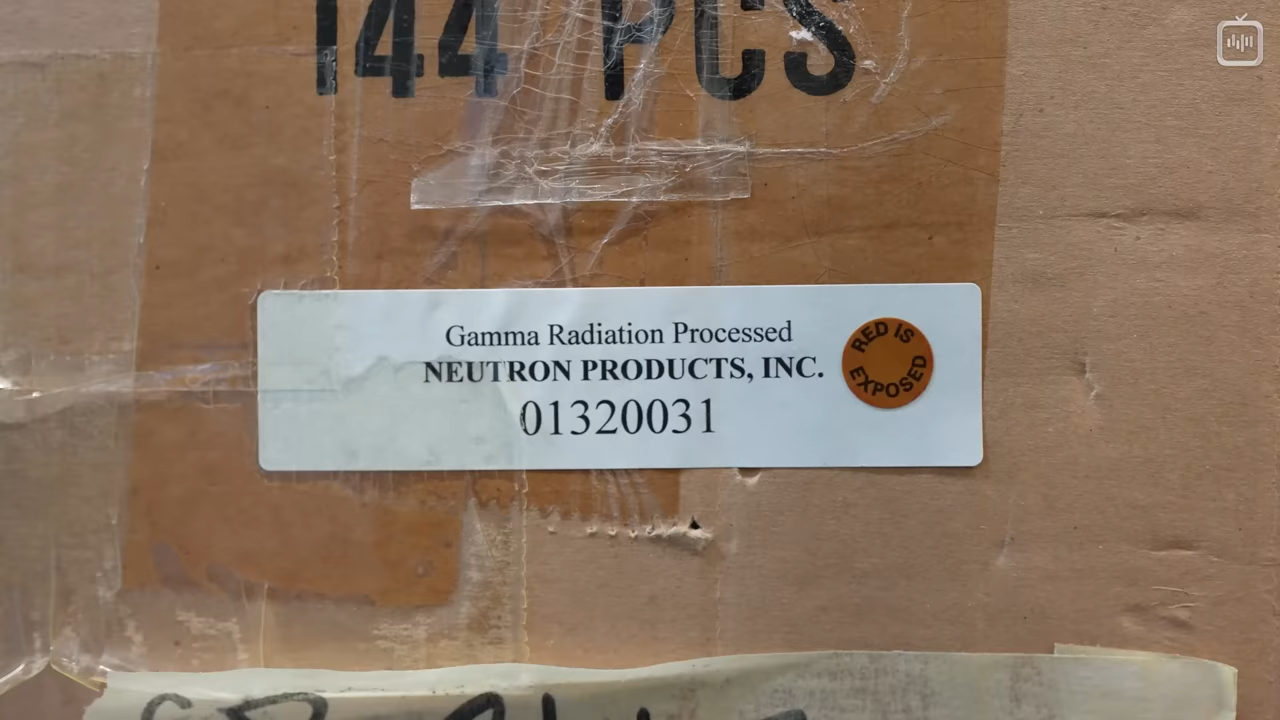 144 PCS
Gamma Radiation Processed
NEUTRON PRODUCTS, INC.
01320031
RED IS
EXPOSED